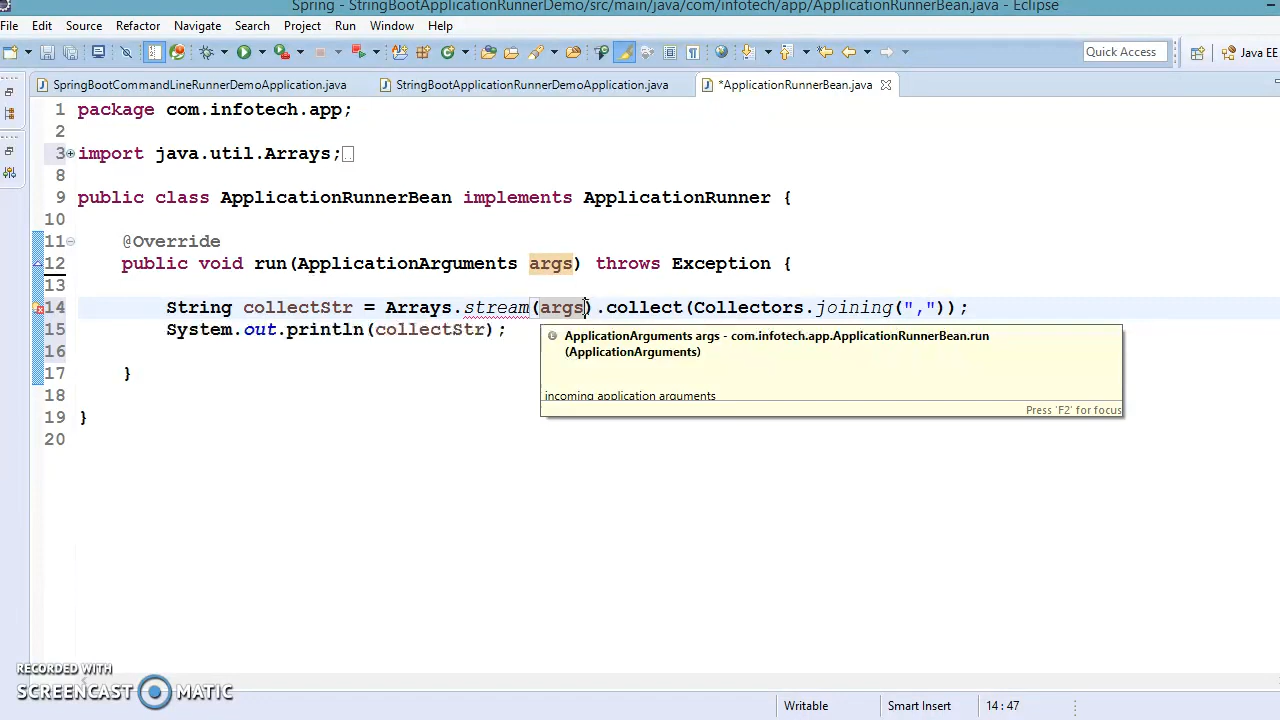 Spring - StringBootApplicationRunnerDemo/src/main/java/com/infotech/app/ApplicationRunnerBean.java - Eclipse
File Edit Source Refactor Navigate Search Project Run Window Help
Quick Access Java EE
SpringBootCommandLineRunnerDemoApplication.java StringBootApplicationRunnerDemoApplication.java *ApplicationRunnerBean.java
1 package com.infotech.app;
2
3 import java.util.Arrays;
8
9 public class ApplicationRunnerBean implements ApplicationRunner {
10
11 @Override
12 public void run(ApplicationArguments args) throws Exception {
13
14 String collectStr = Arrays.stream(args).collect(Collectors.joining(","));
15 System.out.println(collectStr);
16
17 }
18
19 }
20
ApplicationArguments args - com.infotech.app.ApplicationRunnerBean.run
(ApplicationArguments)
incoming application arguments
Press 'F2' for focus
RECORDED WITH
SCREENCAST MATIC
Writable Smart Insert 14 : 47